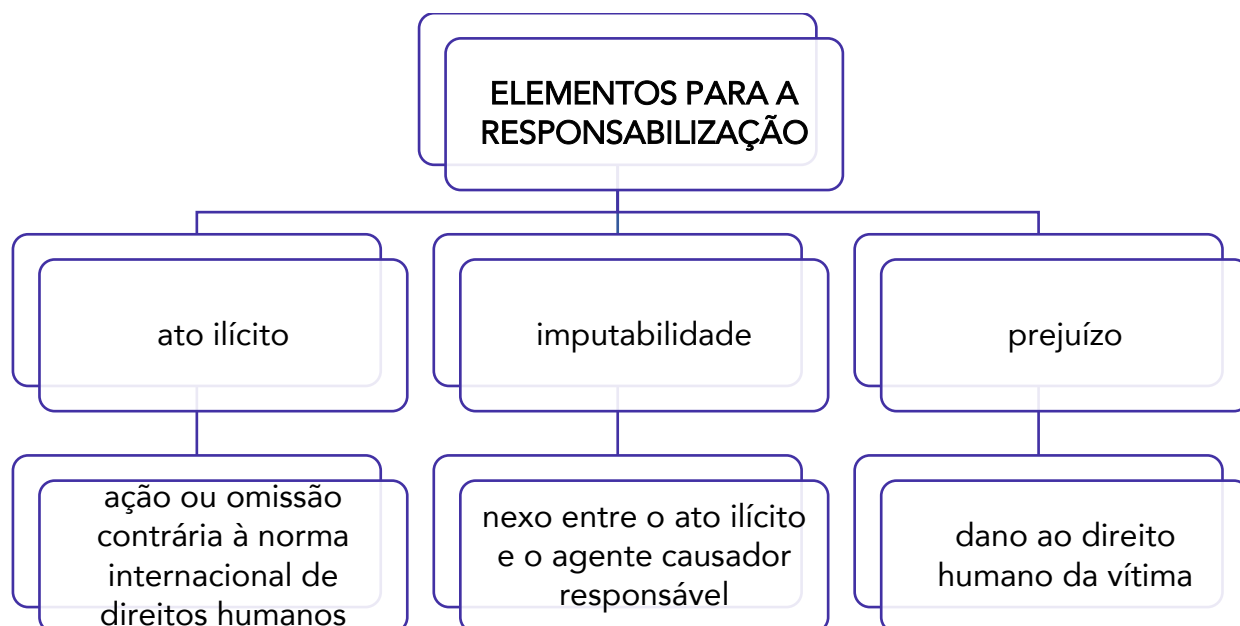 ELEMENTOS PARA A
RESPONSABILIZAÇÃO
ato ilícito
imputabilidade
prejuízo
ação ou omissão
contrária à norma
internacional de
direitos humanos
nexo entre o ato ilícito
e o agente causador
responsável
dano ao direito
humano da vítima